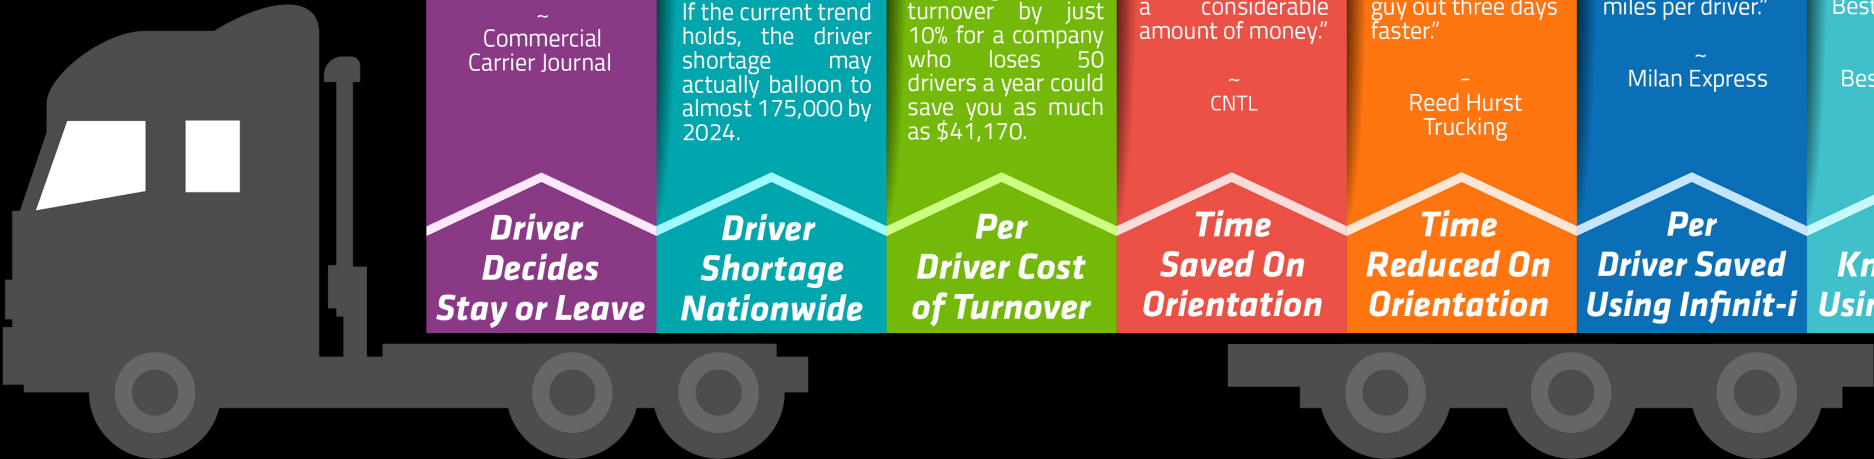 ~
Commercial
Carrier Journal
Driver
Decides
Stay or Leave
If the current trend
holds, the driver
shortage may
actually balloon to
almost 175,000 by
2024.
Driver
Shortage
Nationwide
turnover by just
10% for a company
who loses 50
drivers a year could
save you as much
as $41,170.
Per
Driver Cost
of Turnover
a considerable
amount of money.”
~
CNTL
Time
Saved On
Orientation
guy out three days
faster.”
-
Reed Hurst
Trucking
Time
Reduced On
Orientation
miles per driver.”
~
Milan Express
Per
Driver Saved
Using Infinit-i